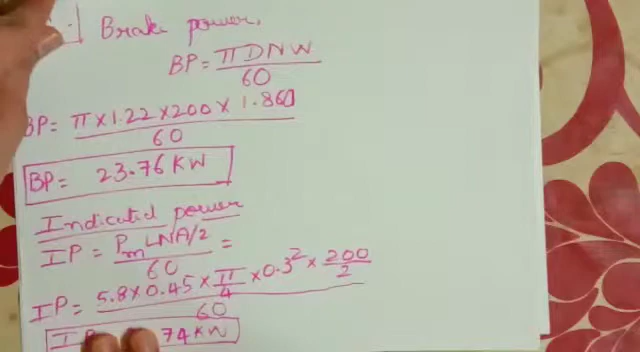 Brake power,
BP = πDNW / 60
BP = π × 1.22 × 200 × 1.860 / 60
BP = 23.76 KW
Indicated power
IP = PmLNA/2 / 60 =
IP = 5.8 × 0.45 × π/4 × 0.3² × 200/2 / 60
74 KW